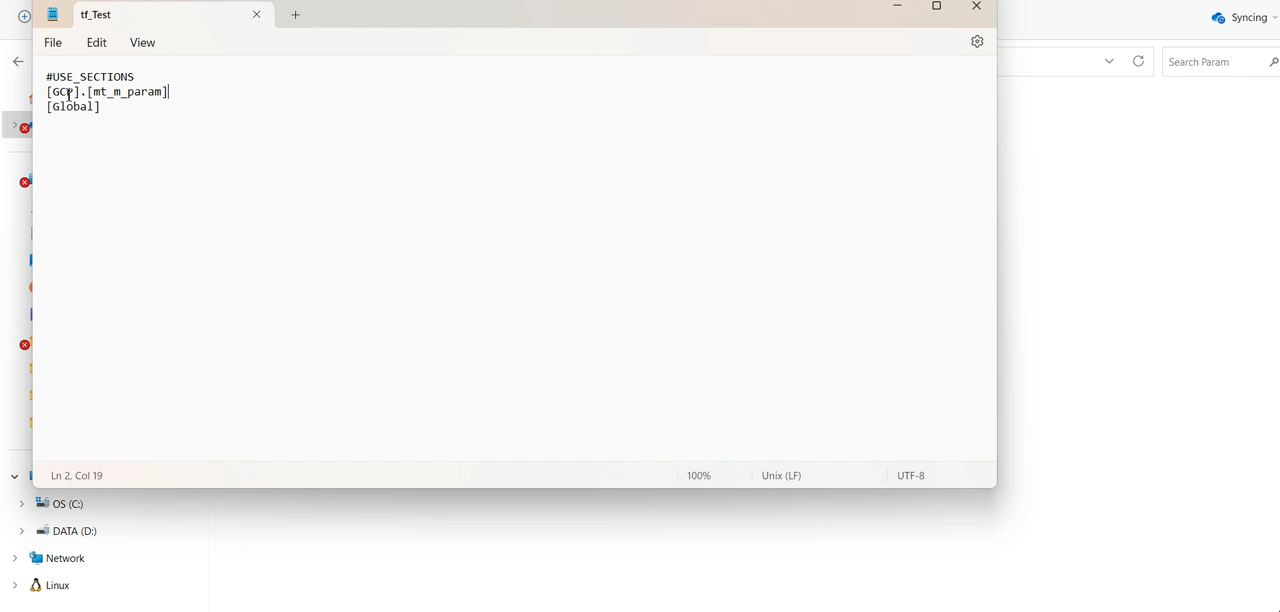 tf_Test
Syncing
File Edit View
Search Param
#USE_SECTIONS
[GCP].[mt_m_param]
[Global]
Ln 2, Col 19
100%
Unix (LF)
UTF-8
OS (C:)
DATA (D:)
Network
Linux